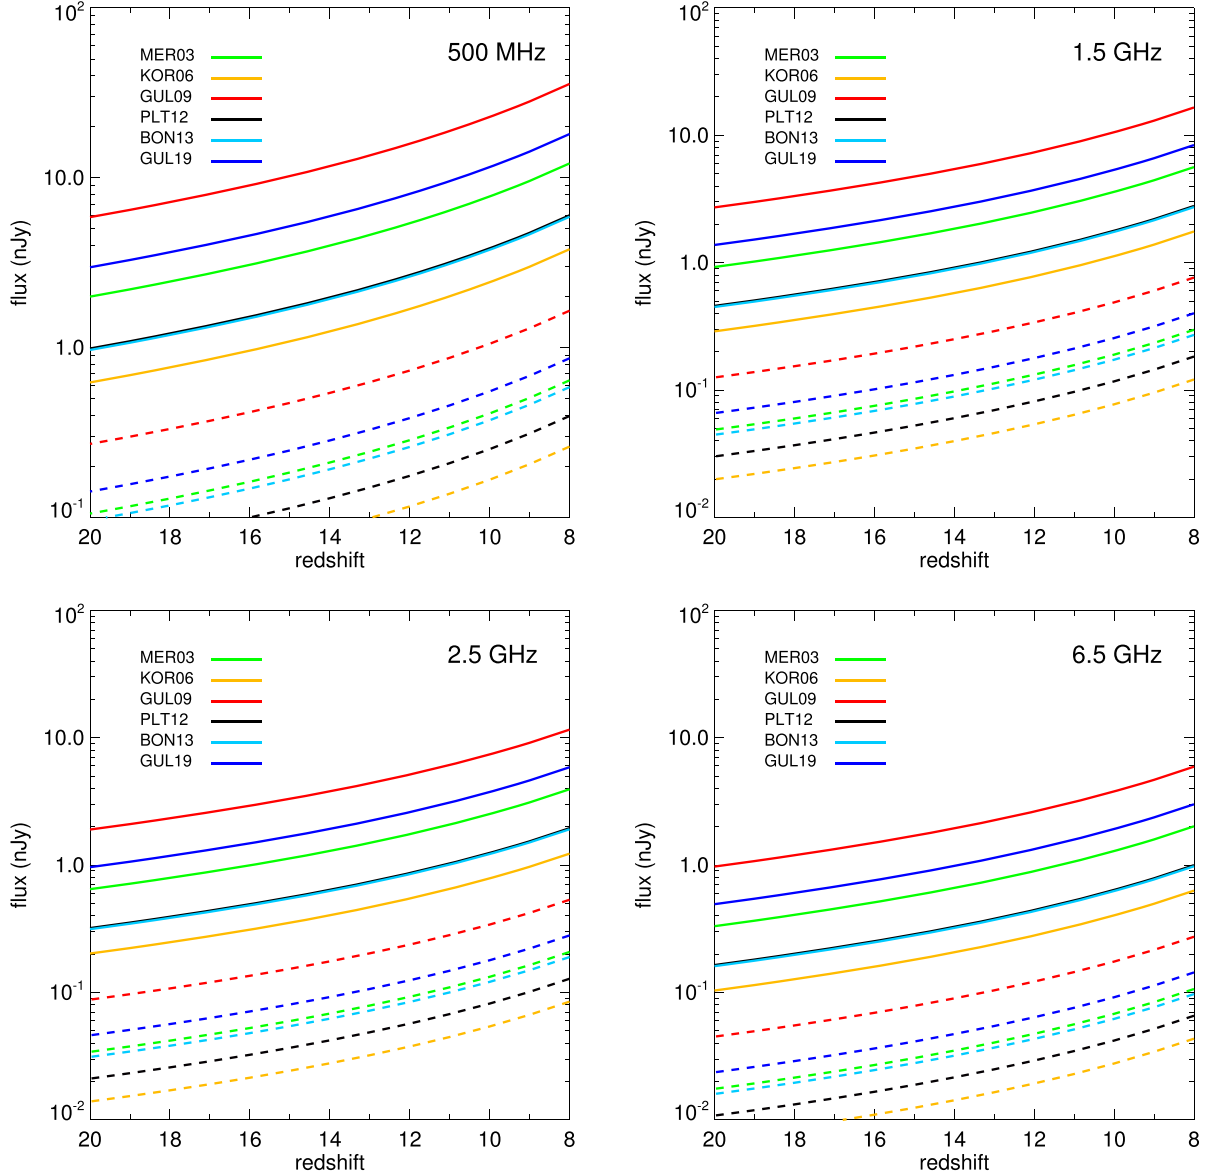 500 MHz
MER03
KOR06
GUL09
PLT12
BON13
GUL19
10²
10.0
1.0
10⁻¹
flux (nJy)
20 18 16 14 12 10 8
redshift
1.5 GHz
MER03
KOR06
GUL09
PLT12
BON13
GUL19
10²
10.0
1.0
10⁻¹
10⁻²
flux (nJy)
20 18 16 14 12 10 8
redshift
2.5 GHz
MER03
KOR06
GUL09
PLT12
BON13
GUL19
10²
10.0
1.0
10⁻¹
10⁻²
flux (nJy)
20 18 16 14 12 10 8
redshift
6.5 GHz
MER03
KOR06
GUL09
PLT12
BON13
GUL19
10²
10.0
1.0
10⁻¹
10⁻²
flux (nJy)
20 18 16 14 12 10 8
redshift